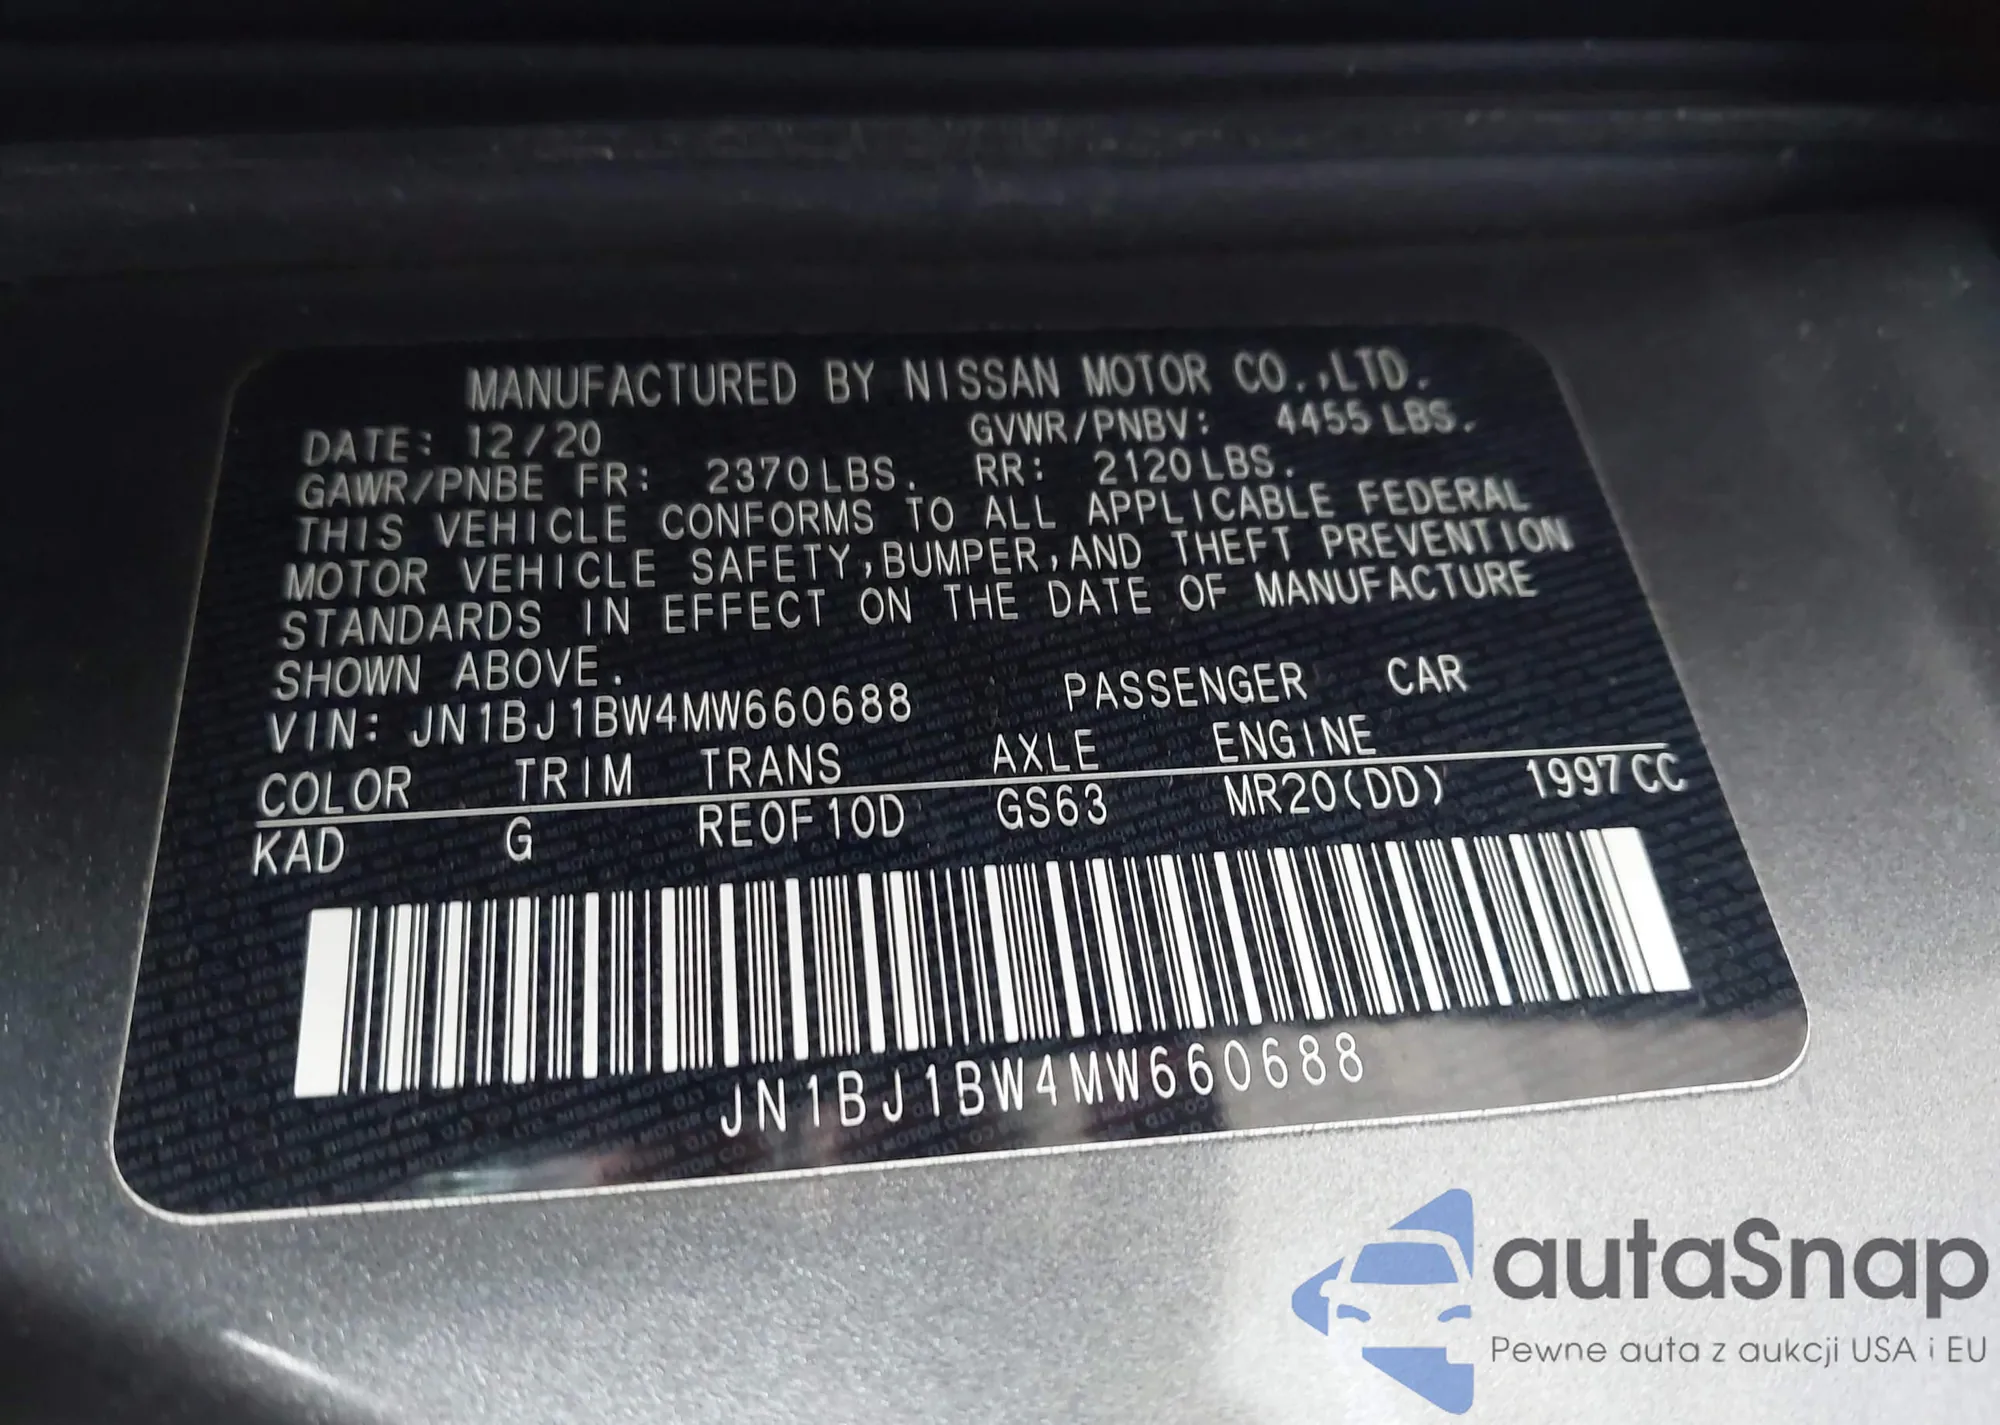 MANUFACTURED BY NISSAN MOTOR CO.,LTD.
DATE: 12/20 GVWR/PNBV: 4455 LBS.
GAWR/PNBE FR: 2370 LBS. RR: 2120 LBS.
THIS VEHICLE CONFORMS TO ALL APPLICABLE FEDERAL
MOTOR VEHICLE SAFETY,BUMPER,AND THEFT PREVENTION
STANDARDS IN EFFECT ON THE DATE OF MANUFACTURE
SHOWN ABOVE.
VIN: JN1BJ1BW4MW660688 PASSENGER CAR
COLOR TRIM TRANS AXLE ENGINE
KAD G RE0F10D GS63 MR20(DD) 1997 CC
JN1BJ1BW4MW660688
autaSnap
Pewne auta z aukcji USA i EU